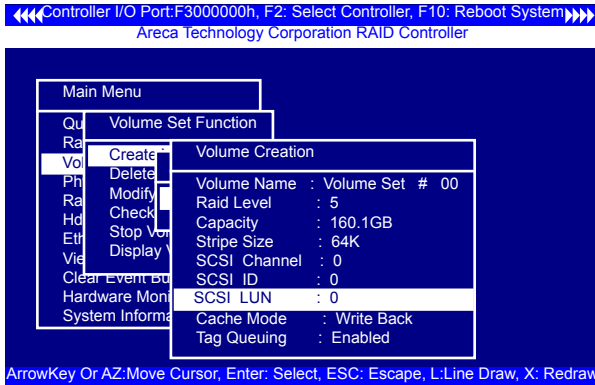 Controller I/O Port:F3000000h, F2: Select Controller, F10: Reboot System
Areca Technology Corporation RAID Controller
Main Menu
Volume Set Function
Create
Delete
Modify
Check
Stop
Display
Volume Creation
Volume Name : Volume Set # 00
Raid Level : 5
Capacity : 160.1GB
Stripe Size : 64K
SCSI Channel : 0
SCSI ID : 0
SCSI LUN : 0
Cache Mode : Write Back
Tag Queuing : Enabled
Clear Event Bu
Hardware Moni
System Informa
ArrowKey Or AZ:Move Cursor, Enter: Select, ESC: Escape, L:Line Draw, X: Redraw